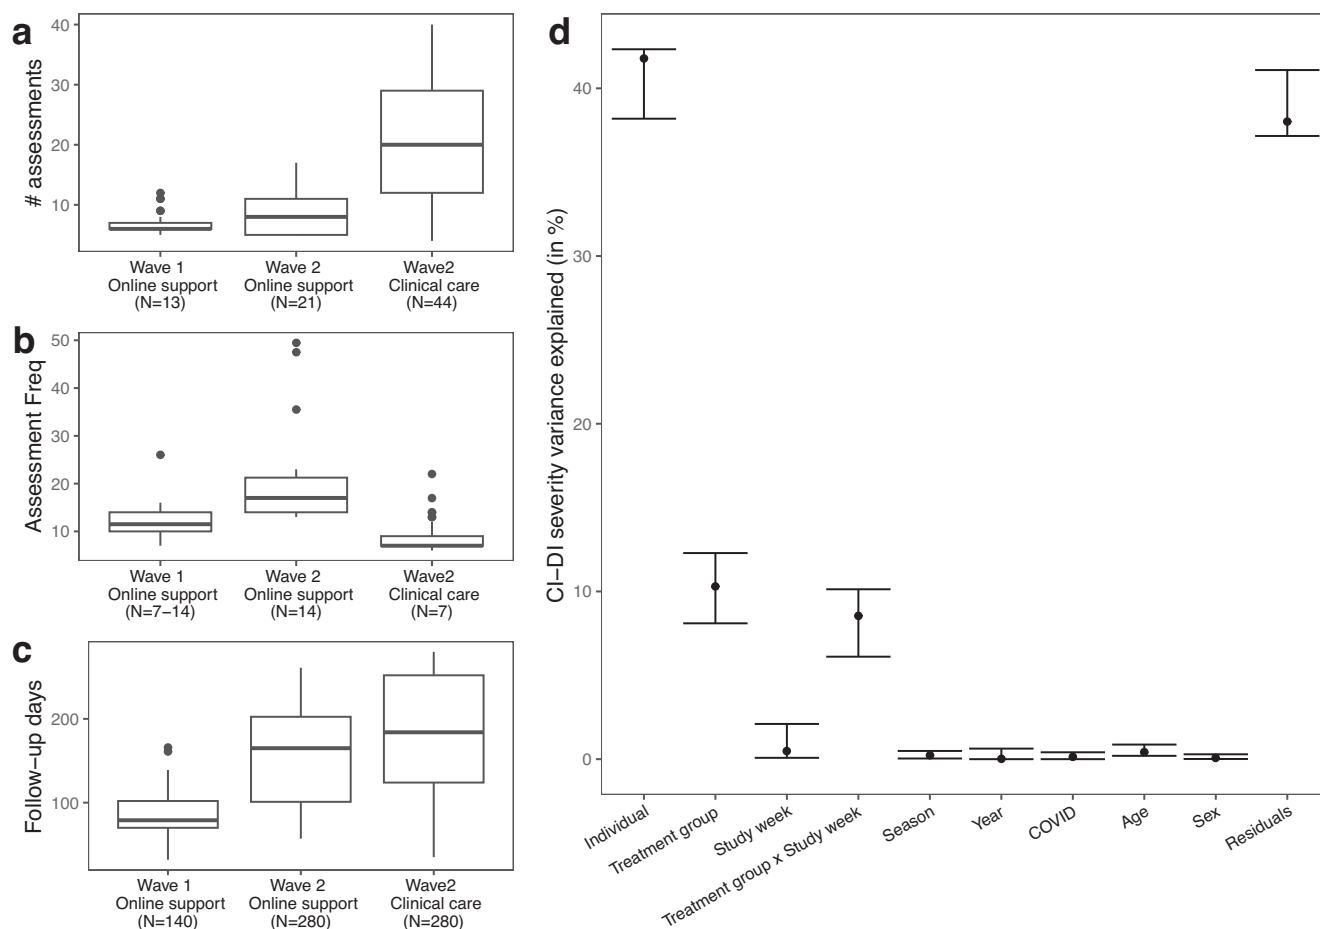 a
# assessments
40
30
20
10
Wave 1
Online support
(N=13)
Wave 2
Online support
(N=21)
Wave2
Clinical care
(N=44)
b
Assessment Freq
50
40
30
20
10
Wave 1
Online support
(N=7−14)
Wave 2
Online support
(N=14)
Wave2
Clinical care
(N=7)
c
Follow−up days
200
100
Wave 1
Online support
(N=140)
Wave 2
Online support
(N=280)
Wave2
Clinical care
(N=280)
d
CI−DI severity variance explained (in %)
40
30
20
10
0
Individual
Treatment group
Study week
Treatment group x Study week
Season
Year
COVID
Age
Sex
Residuals